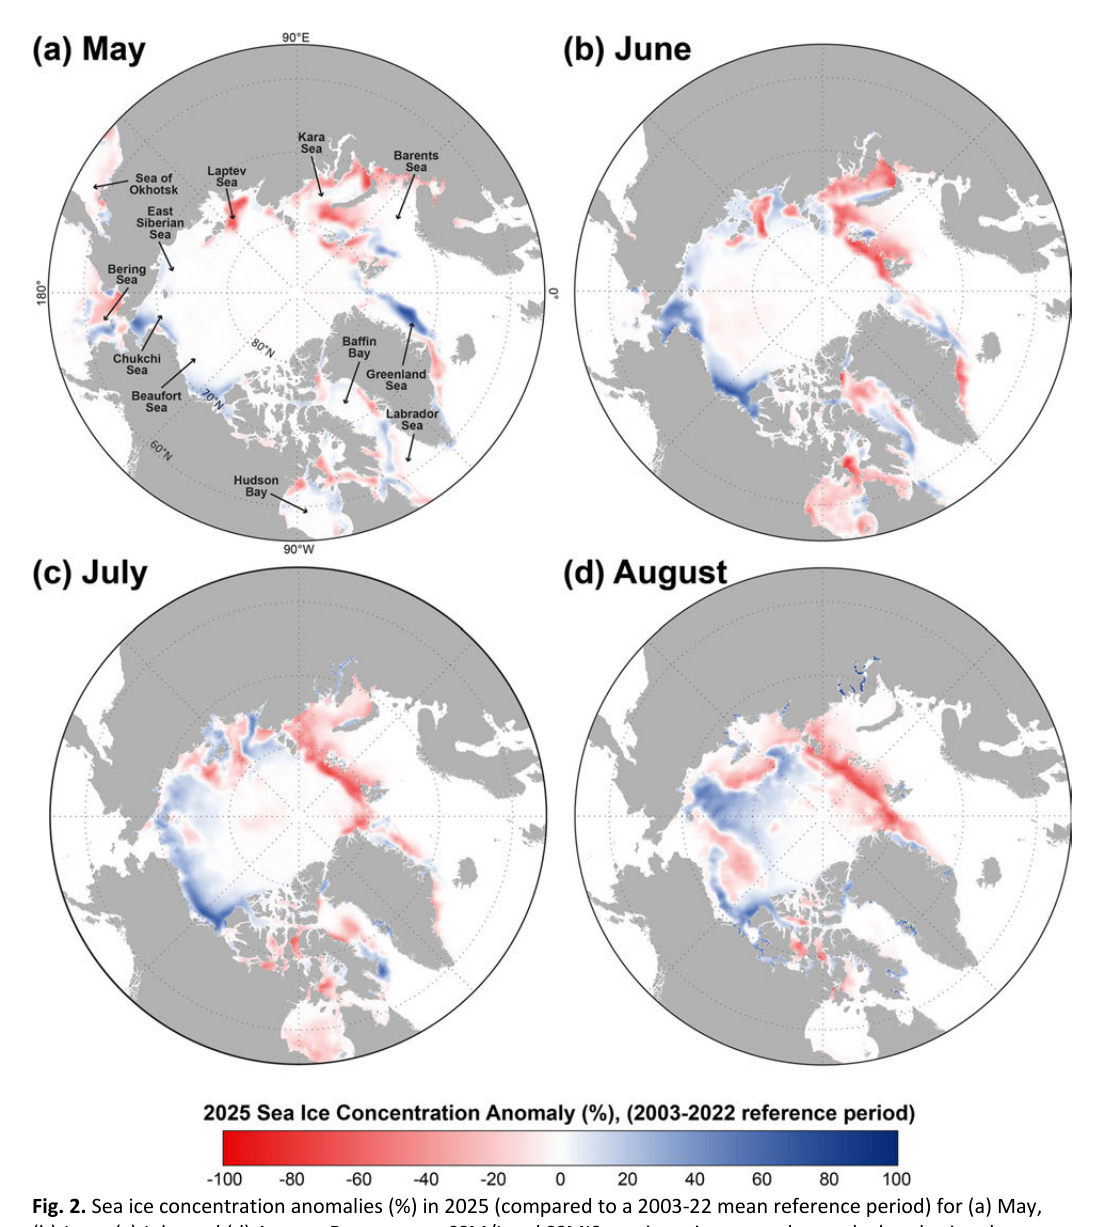 (a) May
90°E
(b) June
Kara
Sea
Barents
Sea
Laptev
Sea
Sea of
Okhotsk
East
Siberian
Sea
Bering
Sea
180°
0°
Chukchi
Sea
80°N
Baffin
Bay
Greenland
Sea
Beaufort
Sea
70°N
Labrador
Sea
60°N
Hudson
Bay
90°W
(c) July
(d) August
2025 Sea Ice Concentration Anomaly (%), (2003-2022 reference period)
-100 -80 -60 -40 -20 0 20 40 60 80 100
Fig. 2. Sea ice concentration anomalies (%) in 2025 (compared to a 2003-22 mean reference period) for (a) May,